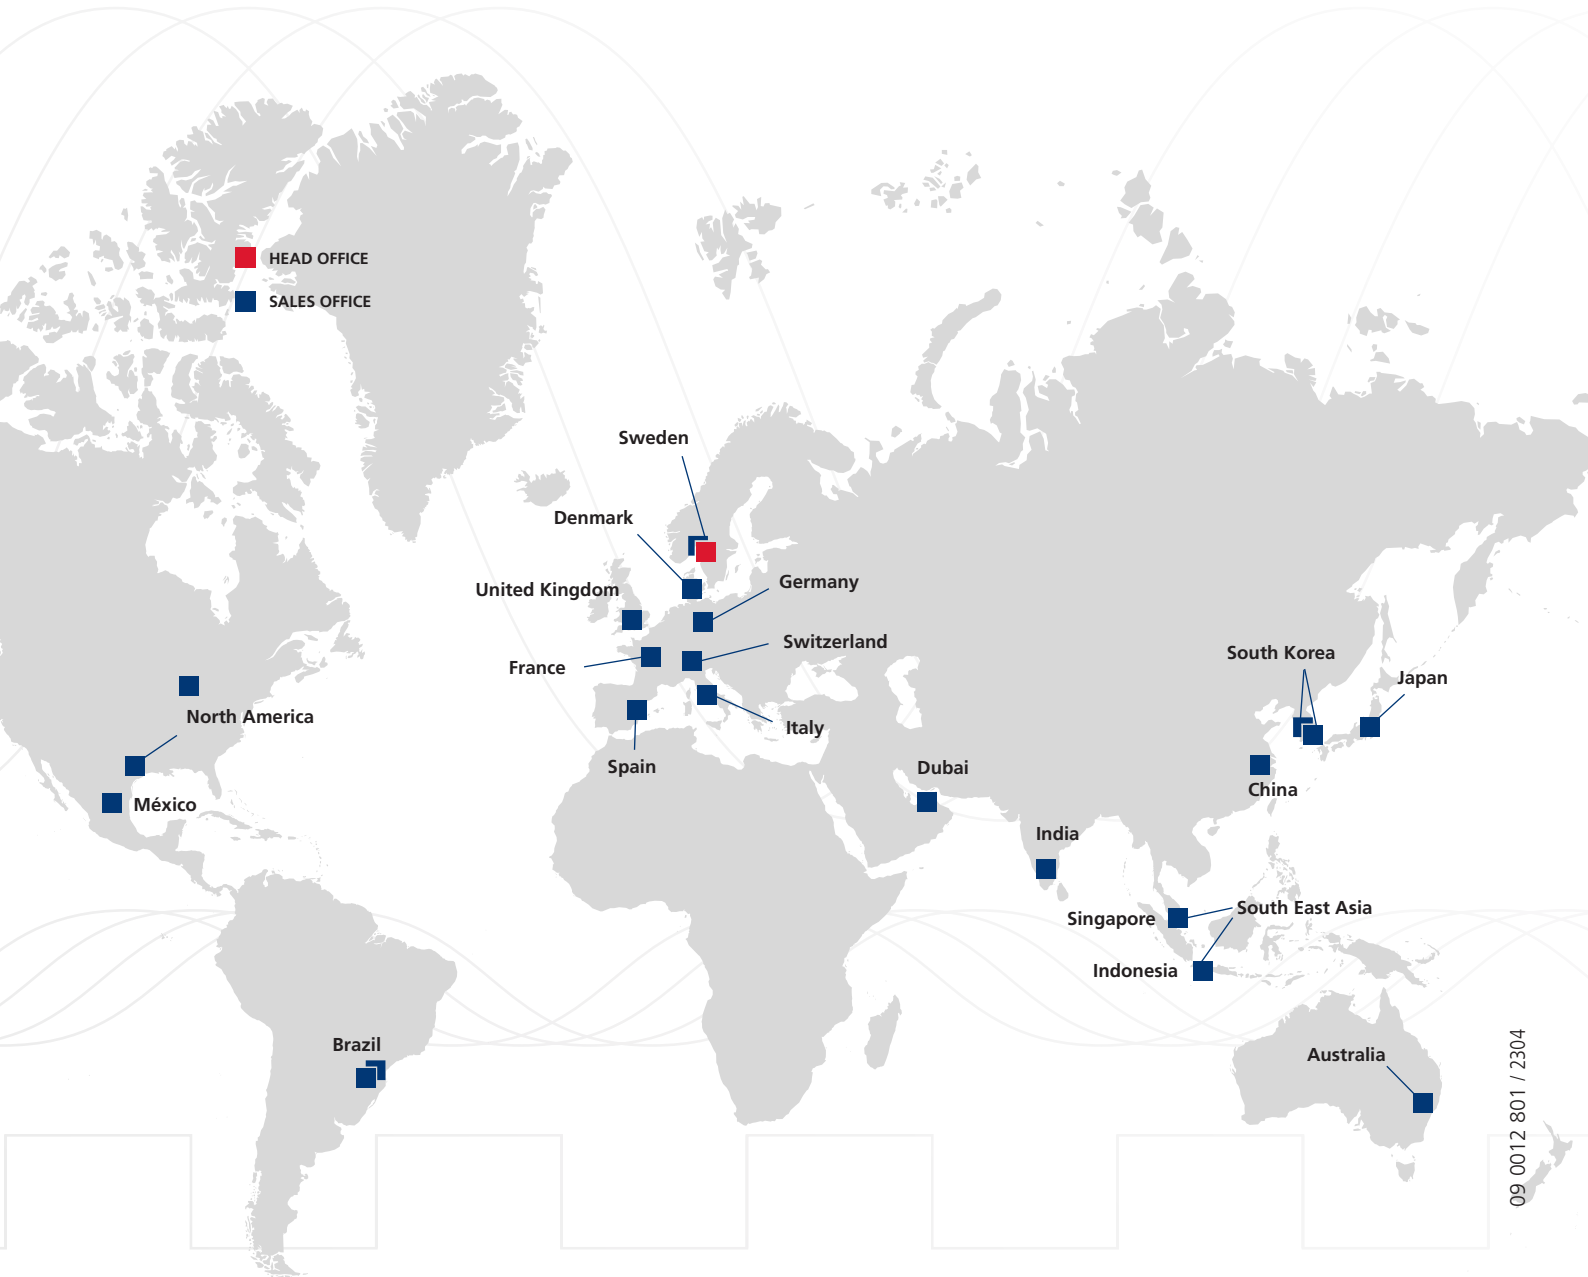 HEAD OFFICE
SALES OFFICE
Sweden
Denmark
United Kingdom
Germany
Switzerland
France
Italy
Spain
North America
México
Brazil
Dubai
India
South Korea
Japan
China
Singapore
South East Asia
Indonesia
Australia
09 0012 801 / 2304